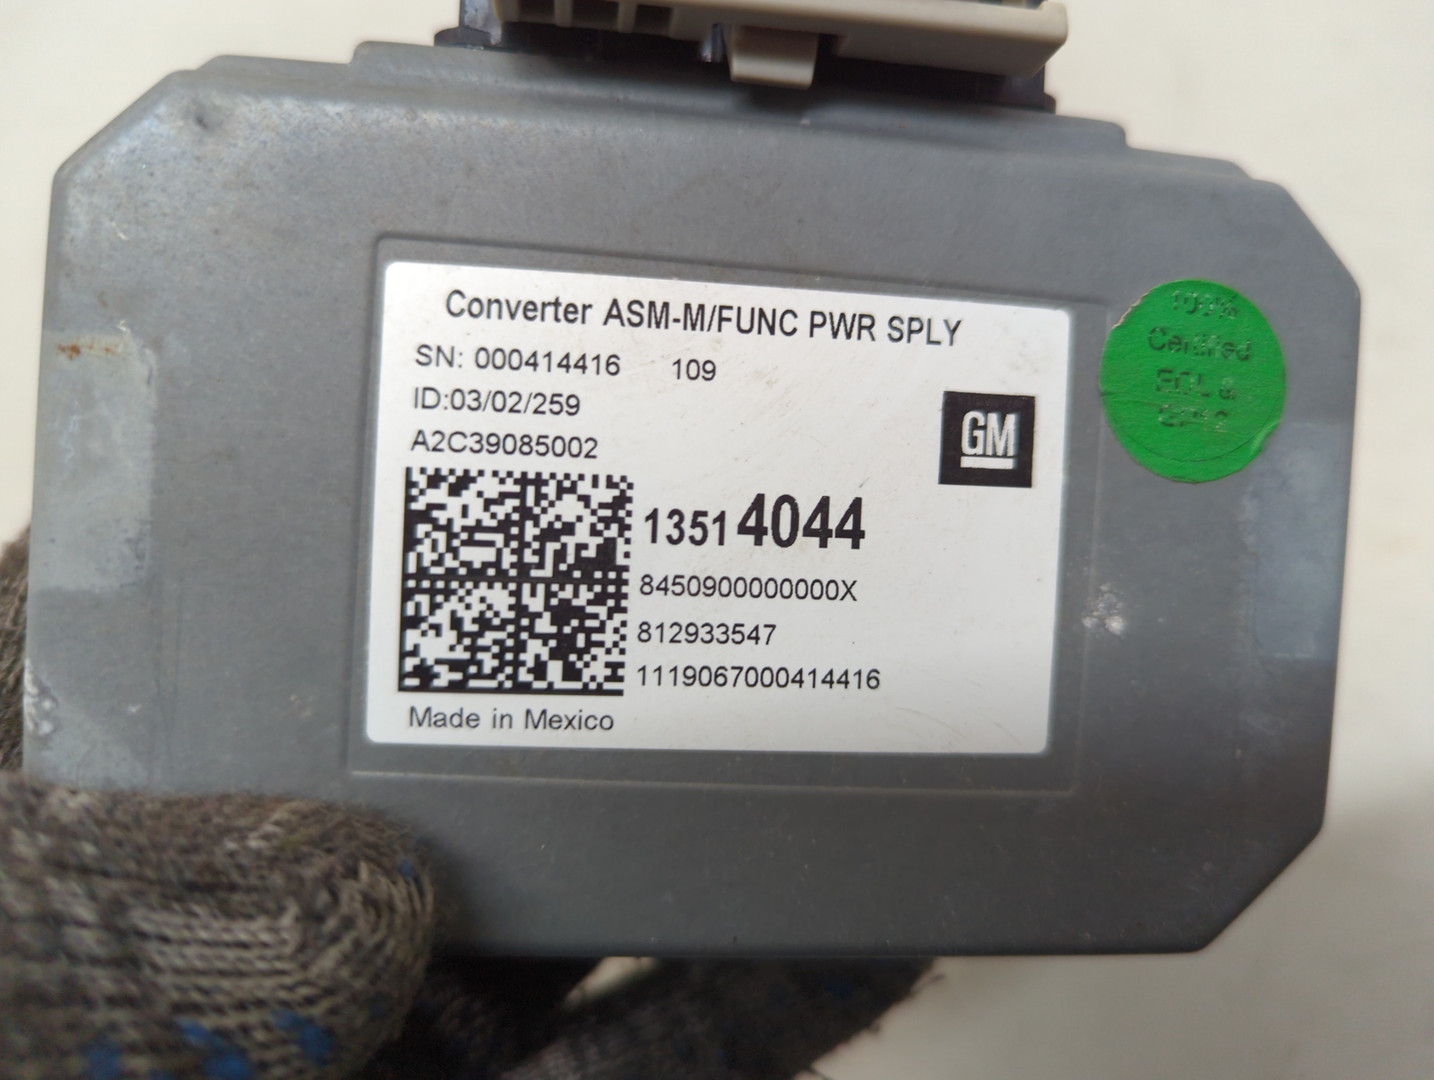 Converter ASM-M/FUNC PWR SPLY
SN: 000414416 109
ID:03/02/259
A2C39085002
GM
13514044
8450900000000X
812933547
1119067000414416
Made in Mexico
100%
Certified